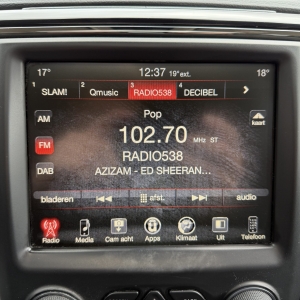 17° 12:37 19°ext. 18°
1 SLAM! 2 Qmusic 3 RADIO538 4 DECIBEL
Pop
AM
kaart
102.70 MHz ST
FM
RADIO538
AZIZAM - ED SHEERAN...
DAB
bladeren afst. audio
Radio Media Cam acht Apps Klimaat Uit Telefoon